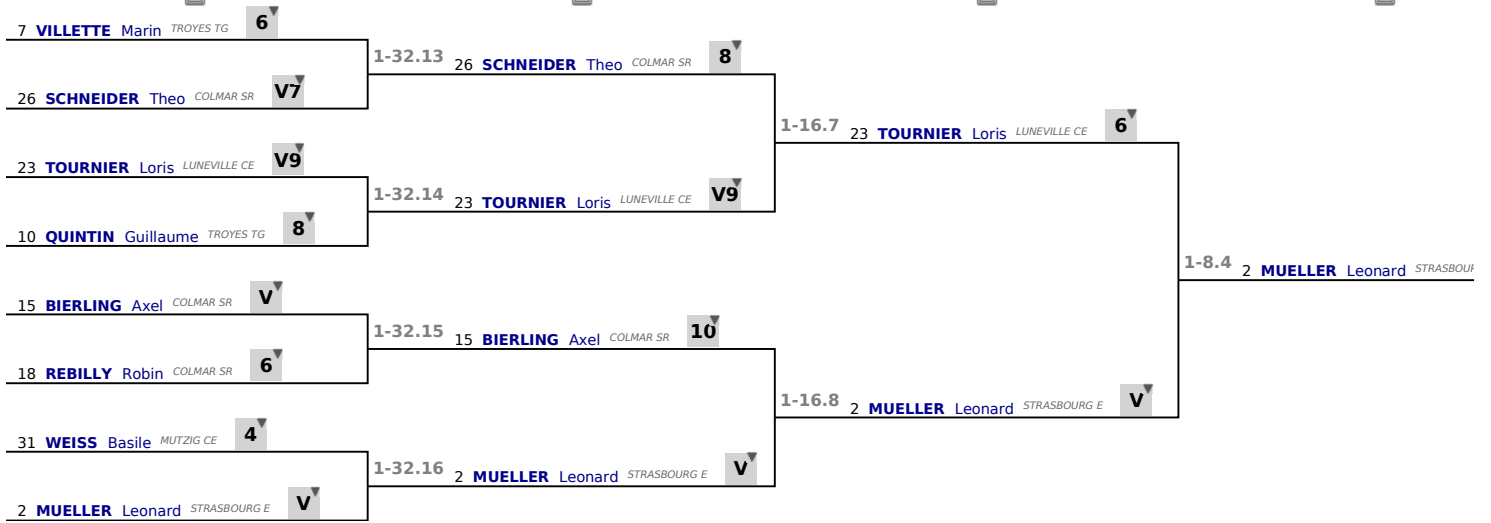 7 VILLETTE Marin TROYES TG 6
1-32.13 26 SCHNEIDER Theo COLMAR SR 8
26 SCHNEIDER Theo COLMAR SR V7
1-16.7 23 TOURNIER Loris LUNEVILLE CE 6
23 TOURNIER Loris LUNEVILLE CE V9
1-32.14 23 TOURNIER Loris LUNEVILLE CE V9
10 QUINTIN Guillaume TROYES TG 8
1-8.4 2 MUELLER Leonard STRASBOUR
15 BIERLING Axel COLMAR SR V
1-32.15 15 BIERLING Axel COLMAR SR 10
18 REBILLY Robin COLMAR SR 6
1-16.8 2 MUELLER Leonard STRASBOURG E V
31 WEISS Basile MUTZIG CE 4
1-32.16 2 MUELLER Leonard STRASBOURG E V
2 MUELLER Leonard STRASBOURG E V